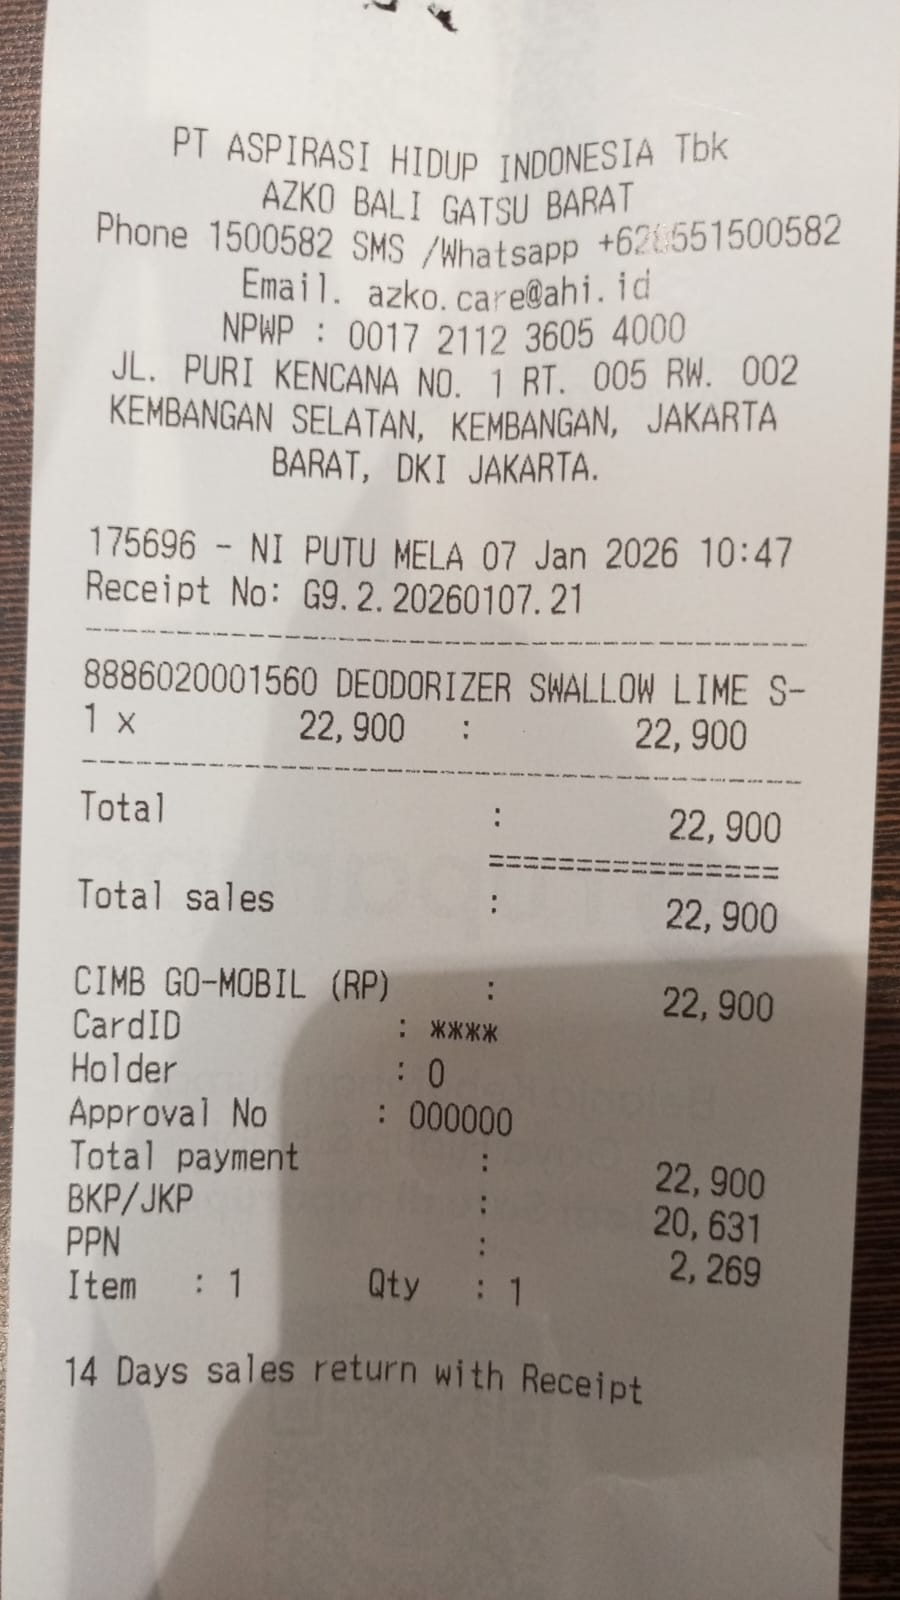 PT ASPIRASI HIDUP INDONESIA Tbk
AZKO BALI GATSU BARAT
Phone 1500582 SMS /Whatsapp
Email. azko.care@ahi.id
NPWP : 0017 2112 3605 4000
JL. PURI KENCANA NO. 1 RT. 005 RW. 002
KEMBANGAN SELATAN, KEMBANGAN, JAKARTA
BARAT, DKI JAKARTA.
175696 - NI PUTU MELA 07 Jan 2026 10:47
Receipt No: G9.2.20260107.21
8886020001560 DEODORIZER SWALLOW LIME S-
1 x 22,900 : 22,900
Total : 22,900
Total sales : 22,900
CIMB GO-MOBIL (RP) : 22,900
CardID : ****
Holder : 0
Approval No : 000000
Total payment : 22,900
BKP/JKP : 20,631
PPN : 2,269
Item : 1 Qty : 1
14 Days sales return with Receipt